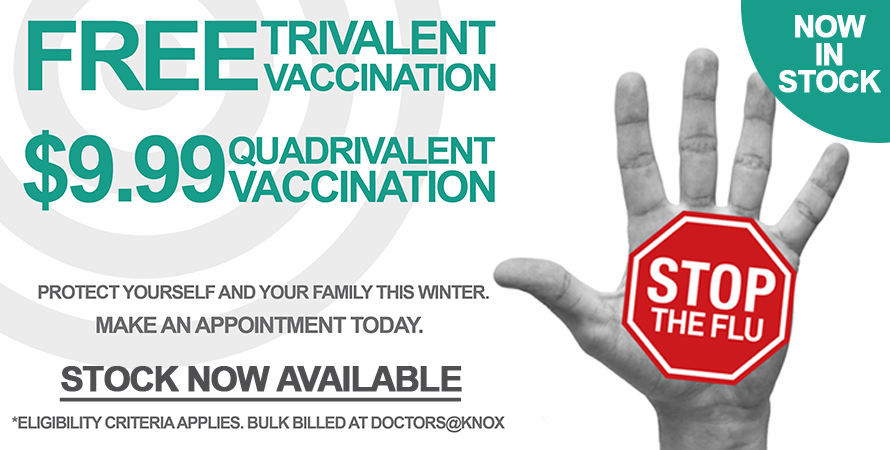 FREE TRIVALENT
VACCINATION
$9.99 QUADRIVALENT
VACCINATION
PROTECT YOURSELF AND YOUR FAMILY THIS WINTER.
MAKE AN APPOINTMENT TODAY.
STOCK NOW AVAILABLE
*ELIGIBILITY CRITERIA APPLIES. BULK BILLED AT DOCTORS@KNOX
NOW
IN
STOCK
STOP
THE FLU